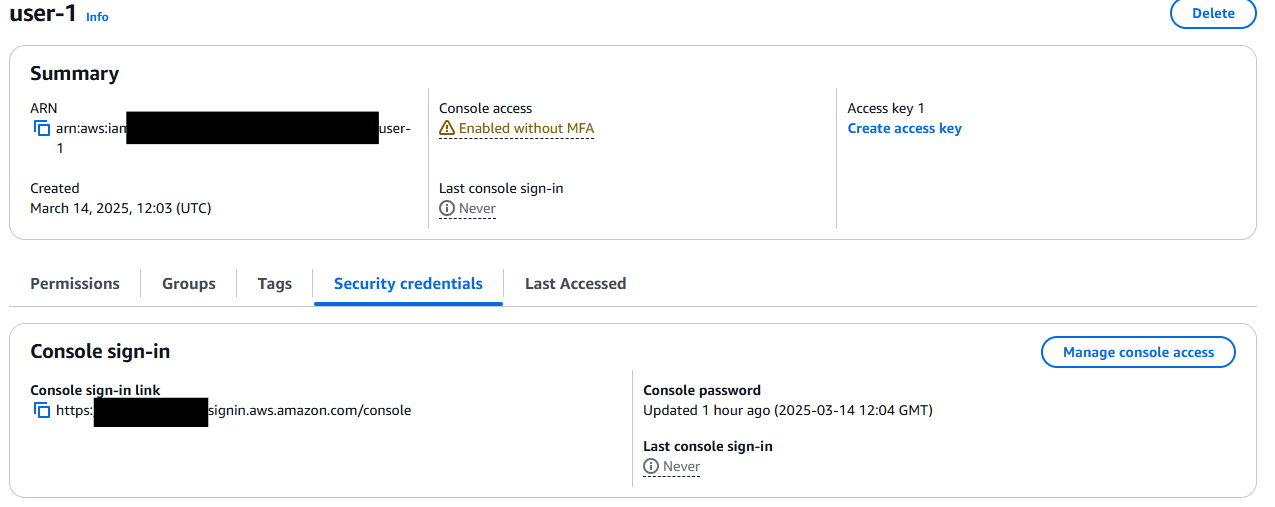 user-1 Info
Delete
Summary
ARN
arn:aws:iam
user-
1
Created
March 14, 2025, 12:03 (UTC)
Console access
Enabled without MFA
Last console sign-in
Never
Access key 1
Create access key
Permissions
Groups
Tags
Security credentials
Last Accessed
Console sign-in
Manage console access
Console sign-in link
https:
signin.aws.amazon.com/console
Console password
Updated 1 hour ago (2025-03-14 12:04 GMT)
Last console sign-in
Never